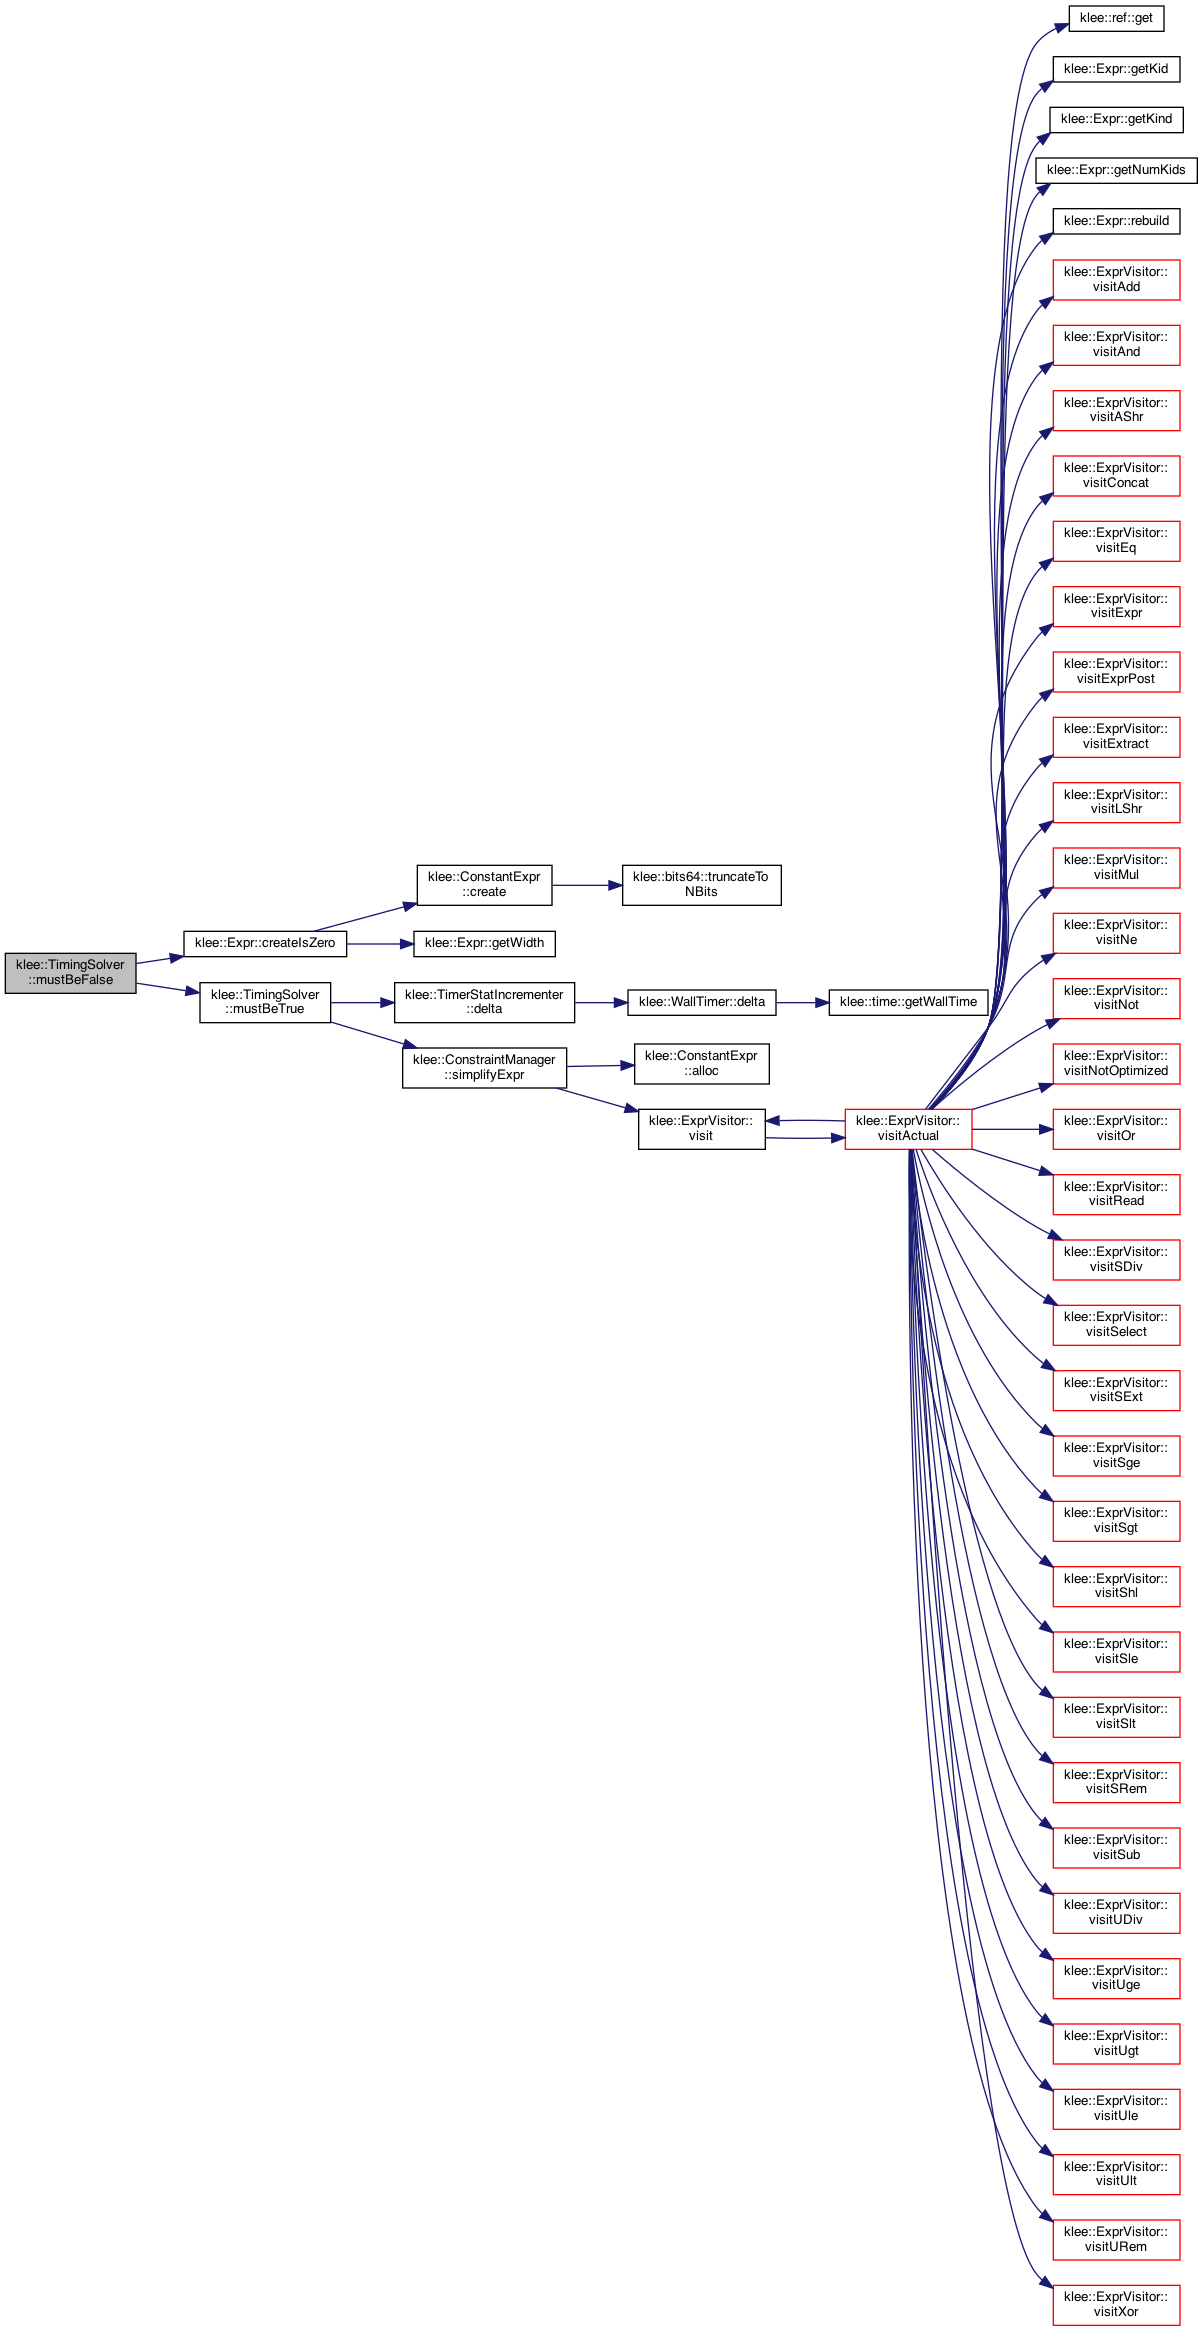 klee::TimingSolver
::mustBeFalse
klee::Expr::createIsZero
klee::TimingSolver
::mustBeTrue
klee::ConstantExpr
::create
klee::Expr::getWidth
klee::TimerStatIncrementer
::delta
klee::ConstraintManager
::simplifyExpr
klee::bits64::truncateTo
NBits
klee::WallTimer::delta
klee::ConstantExpr
::alloc
klee::ExprVisitor::
visit
klee::time::getWallTime
klee::ExprVisitor::
visitActual
klee::ref::get
klee::Expr::getKid
klee::Expr::getKind
klee::Expr::getNumKids
klee::Expr::rebuild
klee::ExprVisitor::
visitAdd
klee::ExprVisitor::
visitAnd
klee::ExprVisitor::
visitAShr
klee::ExprVisitor::
visitConcat
klee::ExprVisitor::
visitEq
klee::ExprVisitor::
visitExpr
klee::ExprVisitor::
visitExprPost
klee::ExprVisitor::
visitExtract
klee::ExprVisitor::
visitLShr
klee::ExprVisitor::
visitMul
klee::ExprVisitor::
visitNe
klee::ExprVisitor::
visitNot
klee::ExprVisitor::
visitNotOptimized
klee::ExprVisitor::
visitOr
klee::ExprVisitor::
visitRead
klee::ExprVisitor::
visitSDiv
klee::ExprVisitor::
visitSelect
klee::ExprVisitor::
visitSExt
klee::ExprVisitor::
visitSge
klee::ExprVisitor::
visitSgt
klee::ExprVisitor::
visitShl
klee::ExprVisitor::
visitSle
klee::ExprVisitor::
visitSlt
klee::ExprVisitor::
visitSRem
klee::ExprVisitor::
visitSub
klee::ExprVisitor::
visitUDiv
klee::ExprVisitor::
visitUge
klee::ExprVisitor::
visitUgt
klee::ExprVisitor::
visitUle
klee::ExprVisitor::
visitUlt
klee::ExprVisitor::
visitURem
klee::ExprVisitor::
visitXor